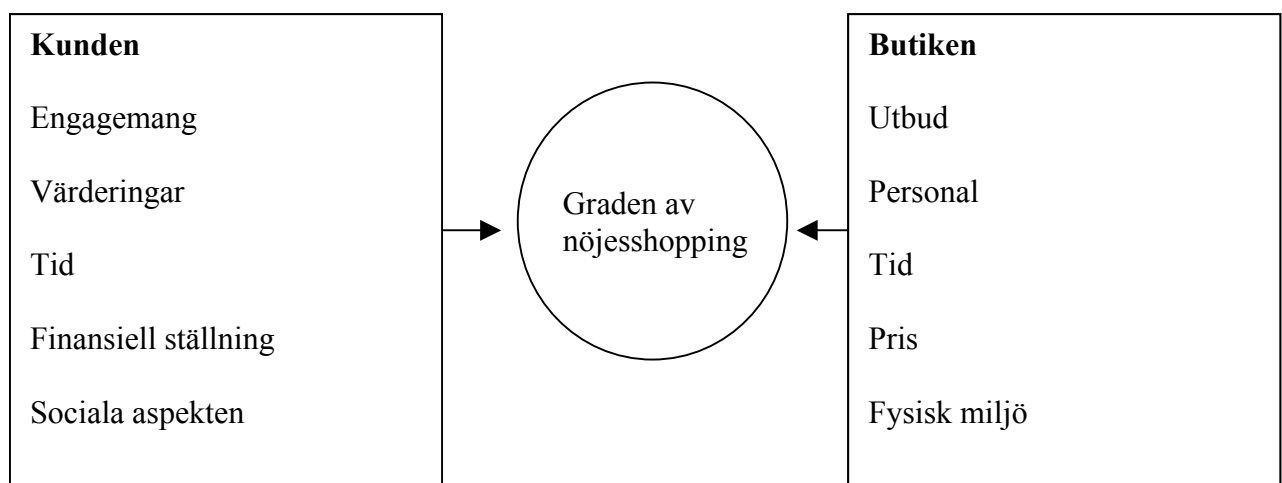 Kunden
Engagemang
Värderingar
Tid
Finansiell ställning
Sociala aspekten
Graden av
nöjesshopping
Butiken
Utbud
Personal
Tid
Pris
Fysisk miljö